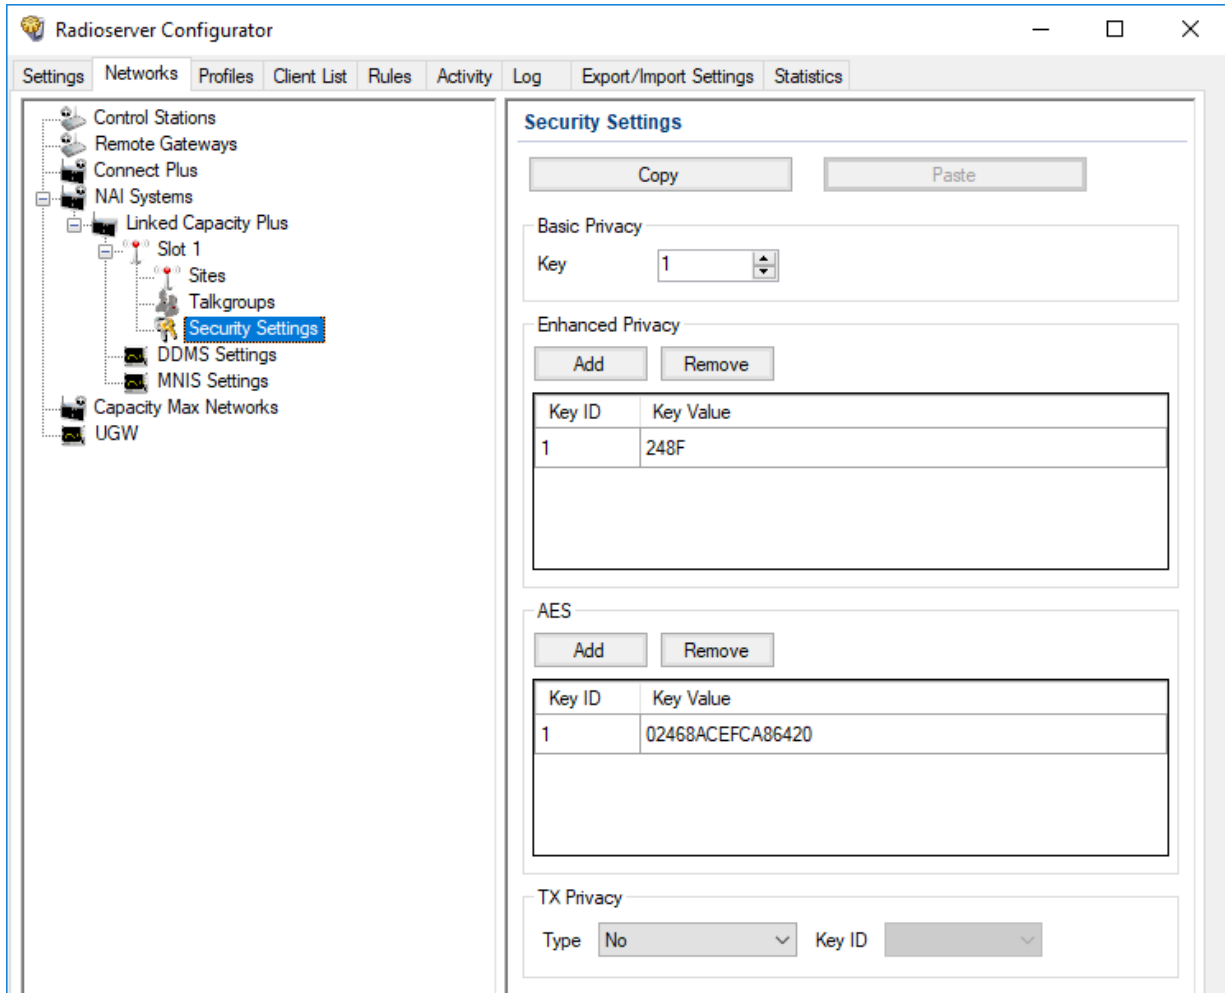 Radioserver Configurator
Settings Networks Profiles Client List Rules Activity Log Export/Import Settings Statistics
Control Stations
Remote Gateways
Connect Plus
NAI Systems
Linked Capacity Plus
Slot 1
Sites
Talkgroups
Security Settings
DDMS Settings
MNIS Settings
Capacity Max Networks
UGW
Security Settings
Copy Paste
Basic Privacy
Key 1
Enhanced Privacy
Add Remove
Key ID Key Value
1 248F
AES
Add Remove
Key ID Key Value
1 02468ACEFCA86420
TX Privacy
Type No Key ID